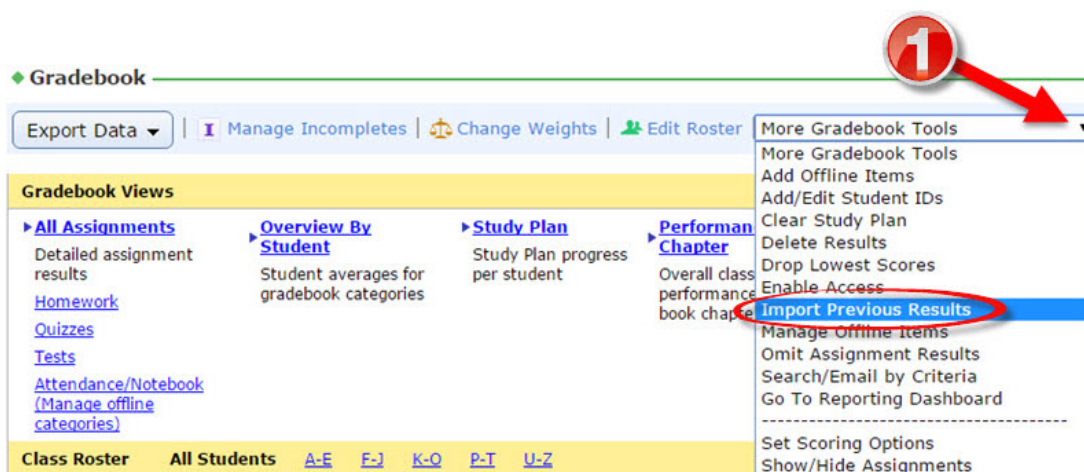 1
Gradebook
Export Data
I Manage Incompletes | Change Weights | Edit Roster
More Gradebook Tools
Gradebook Views
All Assignments
Detailed assignment
results
Homework
Quizzes
Tests
Attendance/Notebook
(Manage offline
categories)
Overview By
Student
Student averages for
gradebook categories
Study Plan
Study Plan progress
per student
Chapter
Overall class
performance
book
More Gradebook Tools
Add Offline Items
Add/Edit Student IDs
Clear Study Plan
Delete Results
Drop Lowest Scores
Enable Access
Import Previous Results
Manage Offline Items
Omit Assignment Results
Search/Email by Criteria
Go To Reporting Dashboard
---------------------------------------
Set Scoring Options
Show/Hide Assignments
Class Roster All Students A-E F-J K-O P-T U-Z